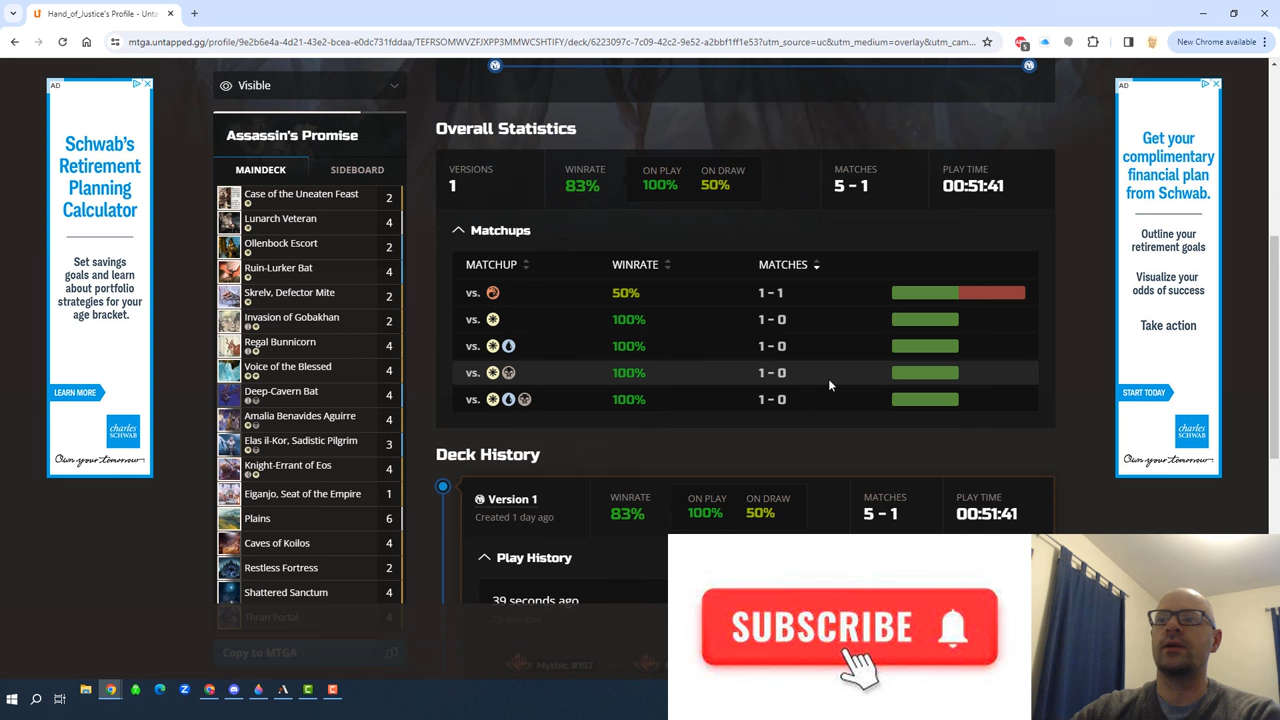 Hand_of_Justice's Profile - Unta
mtga.untapped.gg/profile/9e2b6e4a-4d21-43e2-bcea-e0dc731fddaa/TEFRSOMWVZFJXPP3MMWCSHTIFY/deck/6223097c-7c09-42c2-9e52-a2bbf1ff1e53?utm_source=uc&utm_medium=overlay&utm_cam...
New Chrome available
AD
Schwab's
Retirement
Planning
Calculator
Set savings
goals and learn
about portfolio
strategies for your
age bracket.
LEARN MORE
charles
SCHWAB
Own your tomorrow.
Visible
Assassin's Promise
MAINDECK
SIDEBOARD
Case of the Uneaten Feast 2
Lunarch Veteran 4
Ollenbock Escort 2
Ruin-Lurker Bat 4
Skrelv, Defector Mite 2
Invasion of Gobakhan 2
Regal Bunnicorn 4
Voice of the Blessed 4
Deep-Cavern Bat 4
Amalia Benavides Aguirre 4
Elas il-Kor, Sadistic Pilgrim 3
Knight-Errant of Eos 4
Eiganjo, Seat of the Empire 1
Plains 6
Caves of Koilos 4
Restless Fortress 2
Shattered Sanctum 4
Thran Portal 4
Copy to MTGA
Overall Statistics
VERSIONS
1
WINRATE
83%
ON PLAY
100%
ON DRAW
50%
MATCHES
5 - 1
PLAY TIME
00:51:41
Matchups
MATCHUP WINRATE MATCHES
vs. 50% 1 - 1
vs. 100% 1 - 0
vs. 100% 1 - 0
vs. 100% 1 - 0
vs. 100% 1 - 0
Deck History
Version 1
Created 1 day ago
WINRATE
83%
ON PLAY
100%
ON DRAW
50%
MATCHES
5 - 1
PLAY TIME
00:51:41
Play History
39 seconds ago
Mythic, #107
SUBSCRIBE
AD
Get your
complimentary
financial plan
from Schwab.
Outline your
retirement goals
Visualize your
odds of success
Take action
START TODAY
charles
SCHWAB
Own your tomorrow.